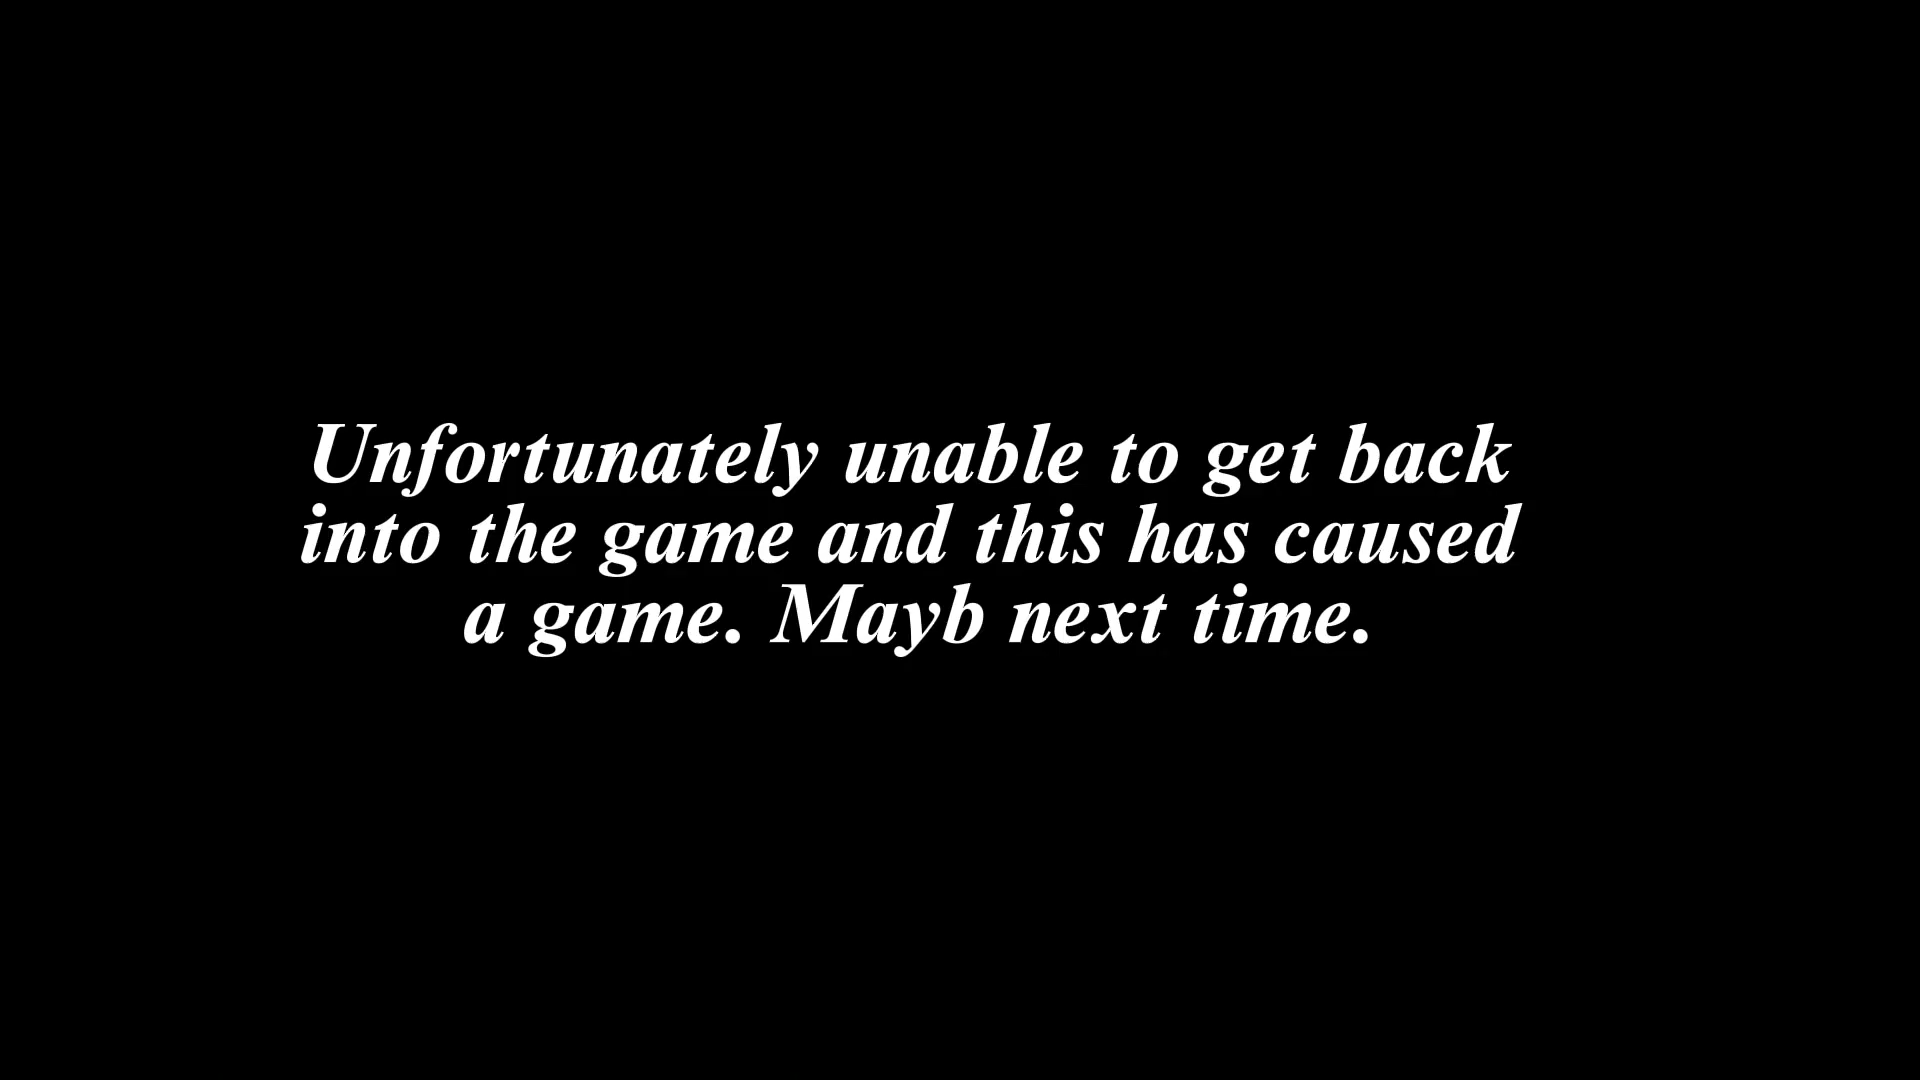 Unfortunately unable to get back
into the game and this has caused
a game. Mayb next time.